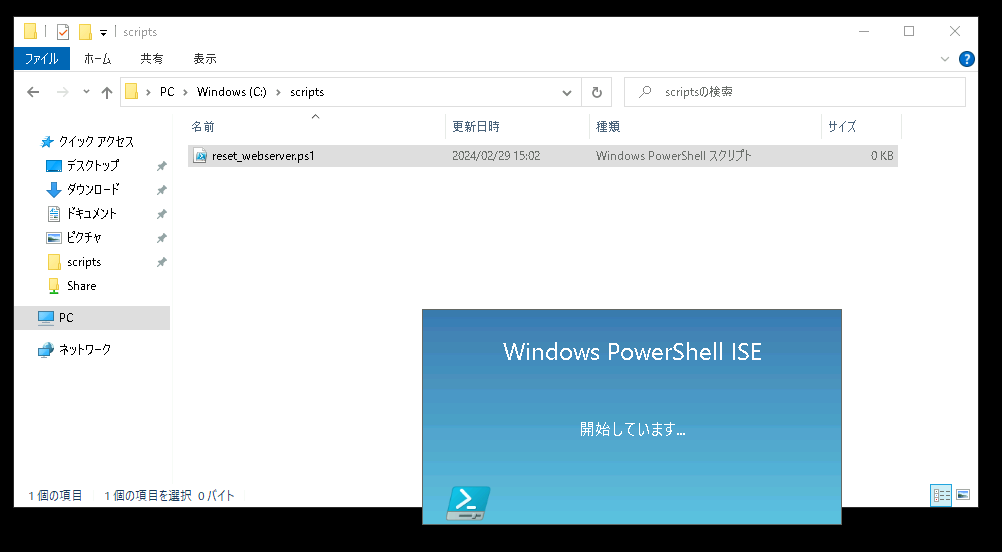 scripts
ファイル ホーム 共有 表示
PC Windows (C:) scripts scriptsの検索
名前 更新日時 種類 サイズ
クイック アクセス
reset_webserver.ps1 2024/02/29 15:02 Windows PowerShell スクリプト 0 KB
デスクトップ
ダウンロード
ドキュメント
ピクチャ
scripts
Share
PC
ネットワーク
Windows PowerShell ISE
開始しています...
1 個の項目 1 個の項目を選択 0 バイト